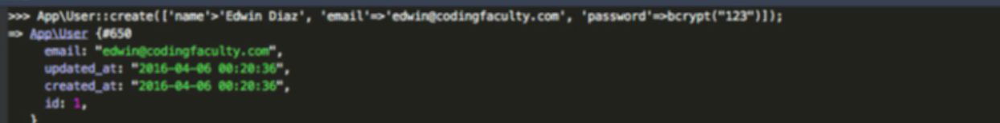 >>> App\User::create(['name'>'Edwin Diaz', 'email'=>'edwin@codingfaculty.com', 'password'=>bcrypt("123")]);
=> App\User {#650
email: "edwin@codingfaculty.com",
updated_at: "2016-04-06 00:20:36",
created_at: "2016-04-06 00:20:36",
id: 1,
}